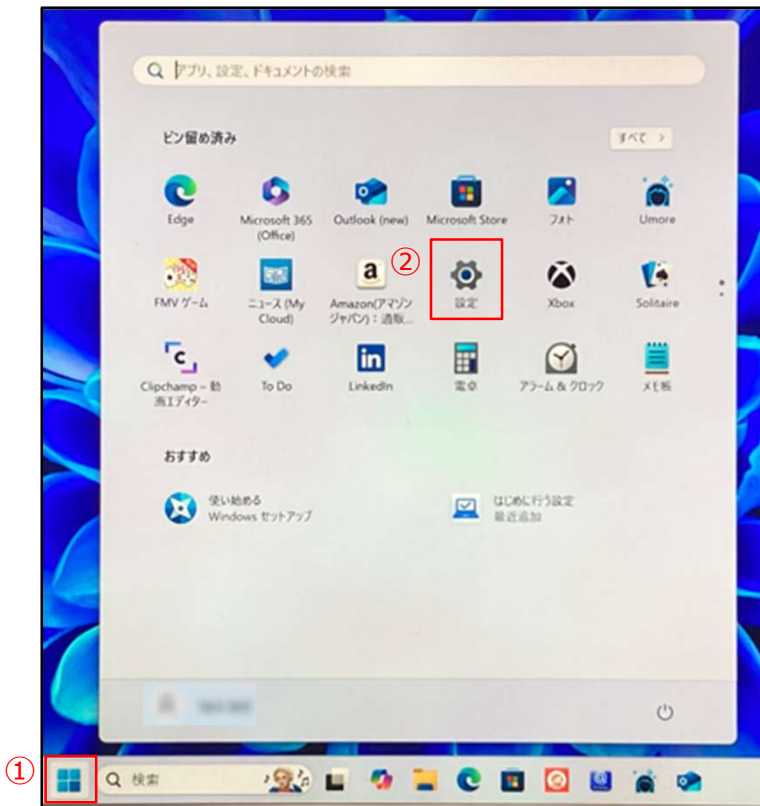 アプリ、設定、ドキュメントの検索
ピン留め済み
すべて >
Edge
Microsoft 365
(Office)
Outlook (new)
Microsoft Store
フォト
Umore
②
FMV ゲーム
ニュース (My
Cloud)
a
Amazon(アマゾン
ジャパン)：通販...
設定
Xbox
Solitaire
Clipchamp – 動
画エディター
To Do
in
LinkedIn
電卓
アラーム & クロック
メモ帳
おすすめ
使い始める
Windows セットアップ
はじめに行う設定
最近追加
①
検索